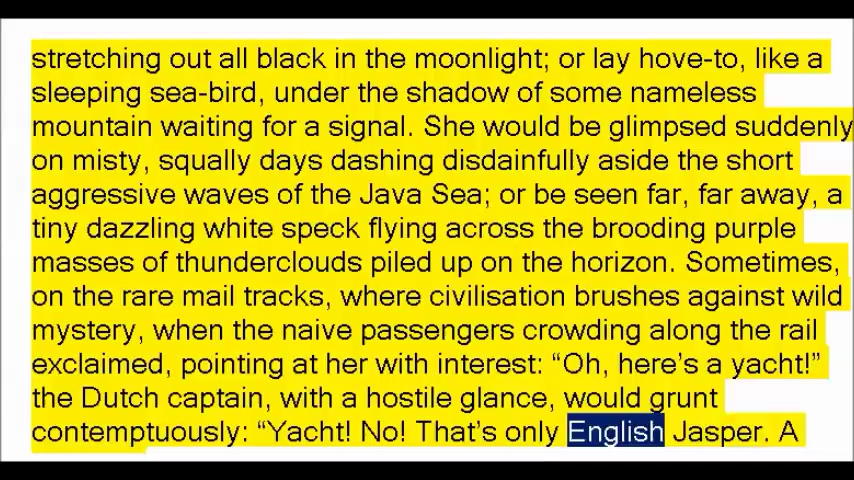 stretching out all black in the moonlight; or lay hove-to, like a
sleeping sea-bird, under the shadow of some nameless
mountain waiting for a signal. She would be glimpsed suddenly
on misty, squally days dashing disdainfully aside the short
aggressive waves of the Java Sea; or be seen far, far away, a
tiny dazzling white speck flying across the brooding purple
masses of thunderclouds piled up on the horizon. Sometimes,
on the rare mail tracks, where civilisation brushes against wild
mystery, when the naive passengers crowding along the rail
exclaimed, pointing at her with interest: “Oh, here’s a yacht!”
the Dutch captain, with a hostile glance, would grunt
contemptuously: “Yacht! No! That’s only English Jasper. A